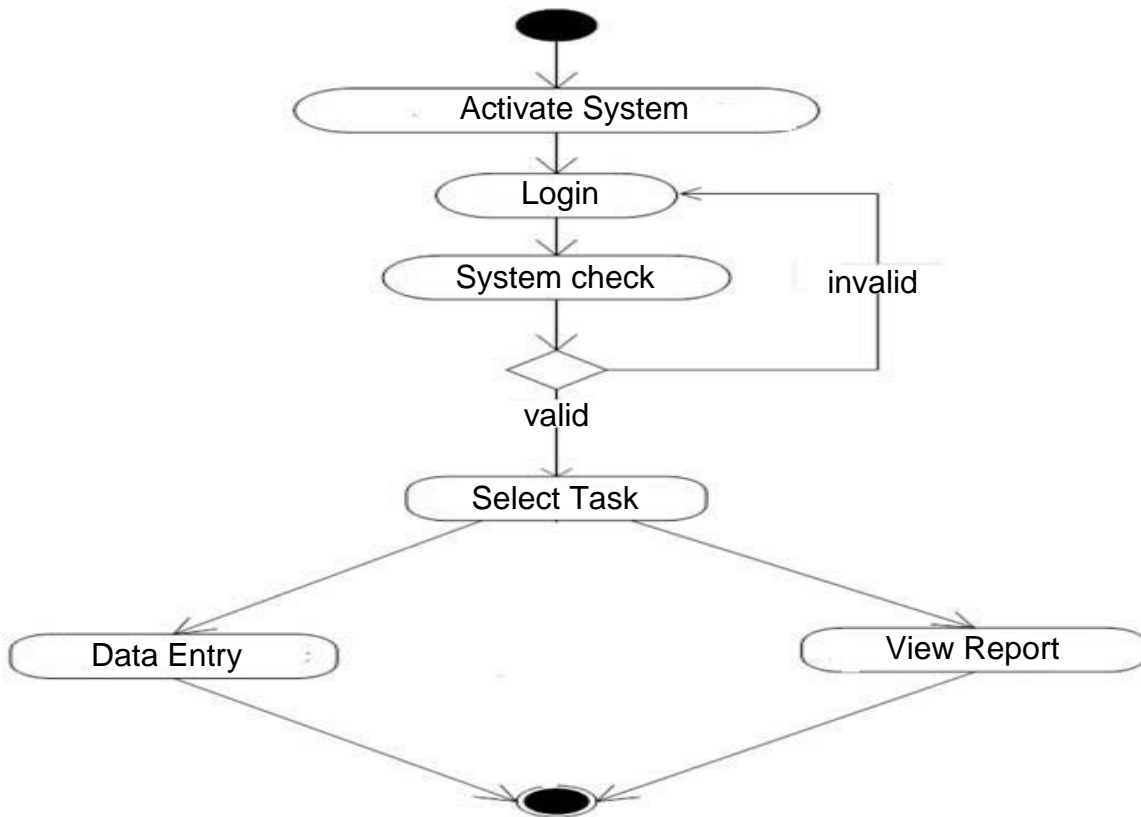 Activate System
Login
System check
invalid
valid
Select Task
Data Entry
View Report